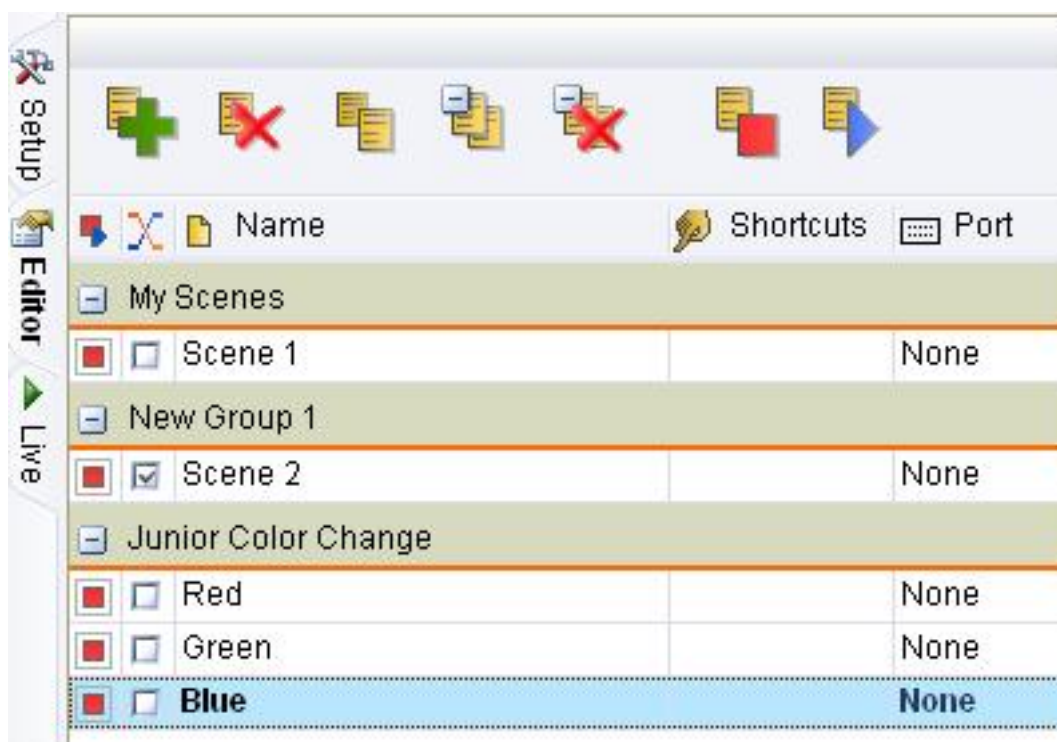 Setup
Editor
Live
Name Shortcuts Port
My Scenes
Scene 1 None
New Group 1
Scene 2 None
Junior Color Change
Red None
Green None
Blue None